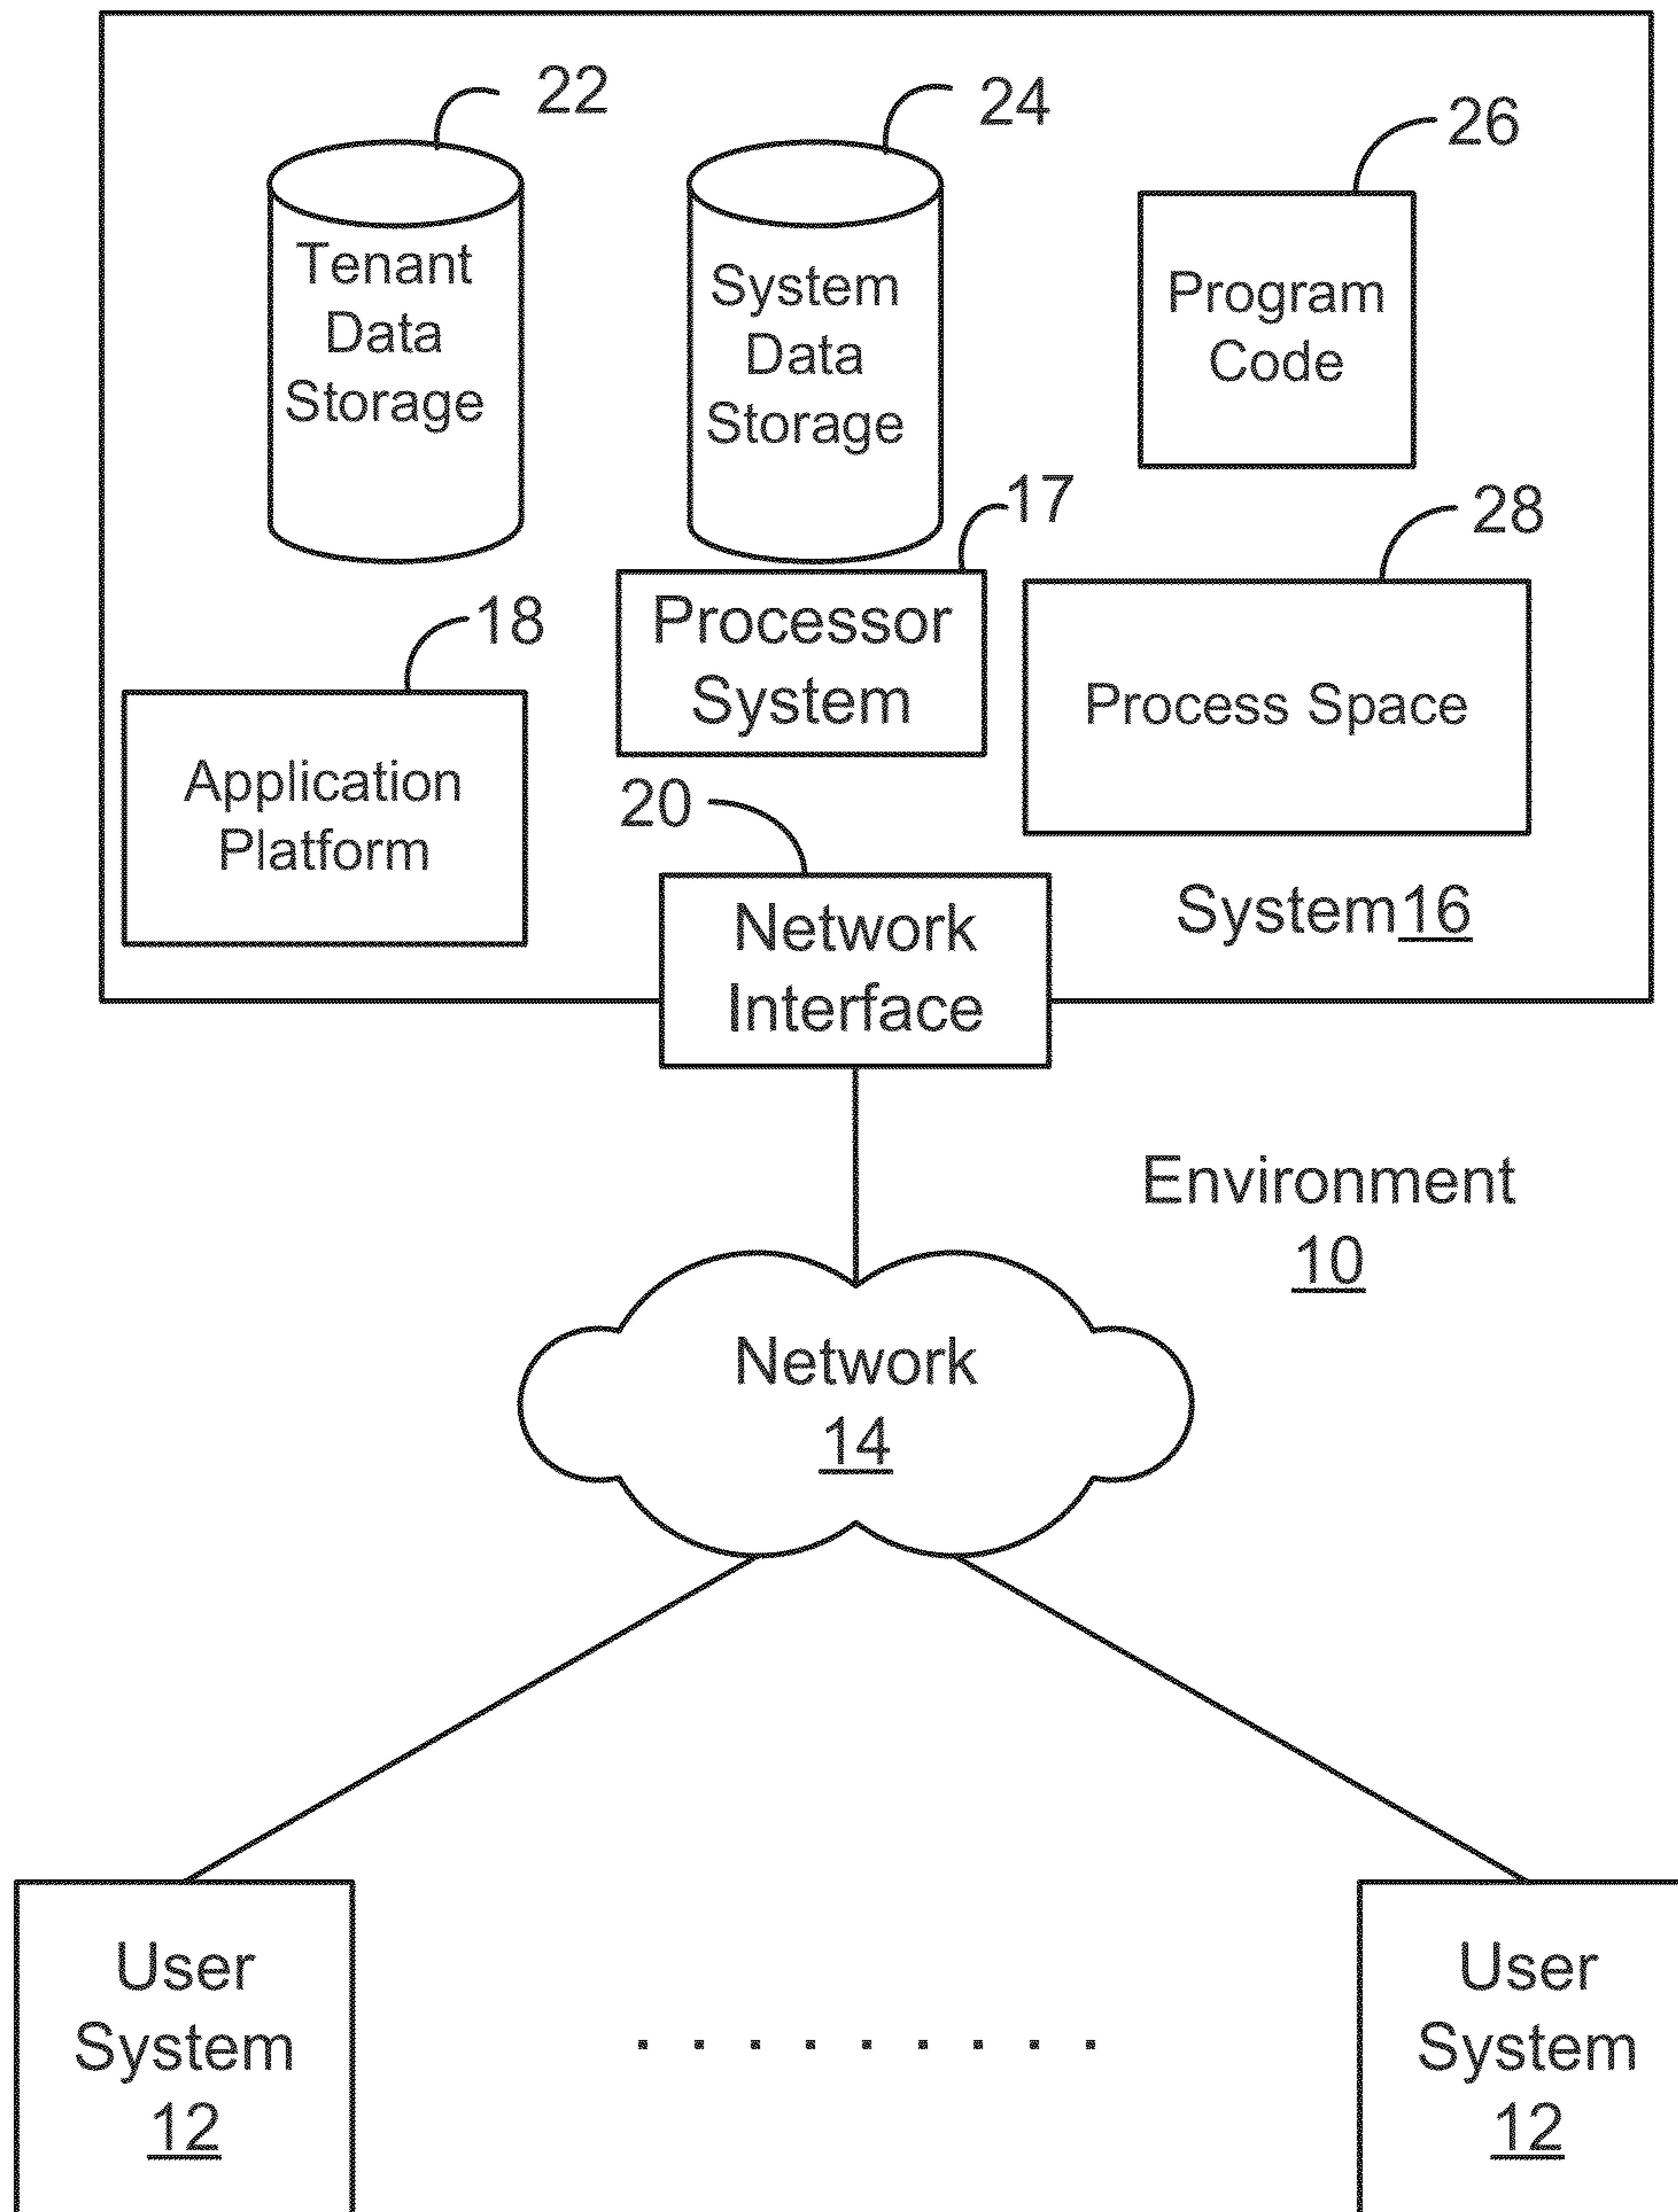 22
24
26
Tenant
Data
Storage
System
Data
Storage
Program
Code
17
28
18
Processor
System
Process Space
Application
Platform
20
Network
Interface
System16
Environment
10
Network
14
User
System
12
. . . . . . . . .
User
System
12